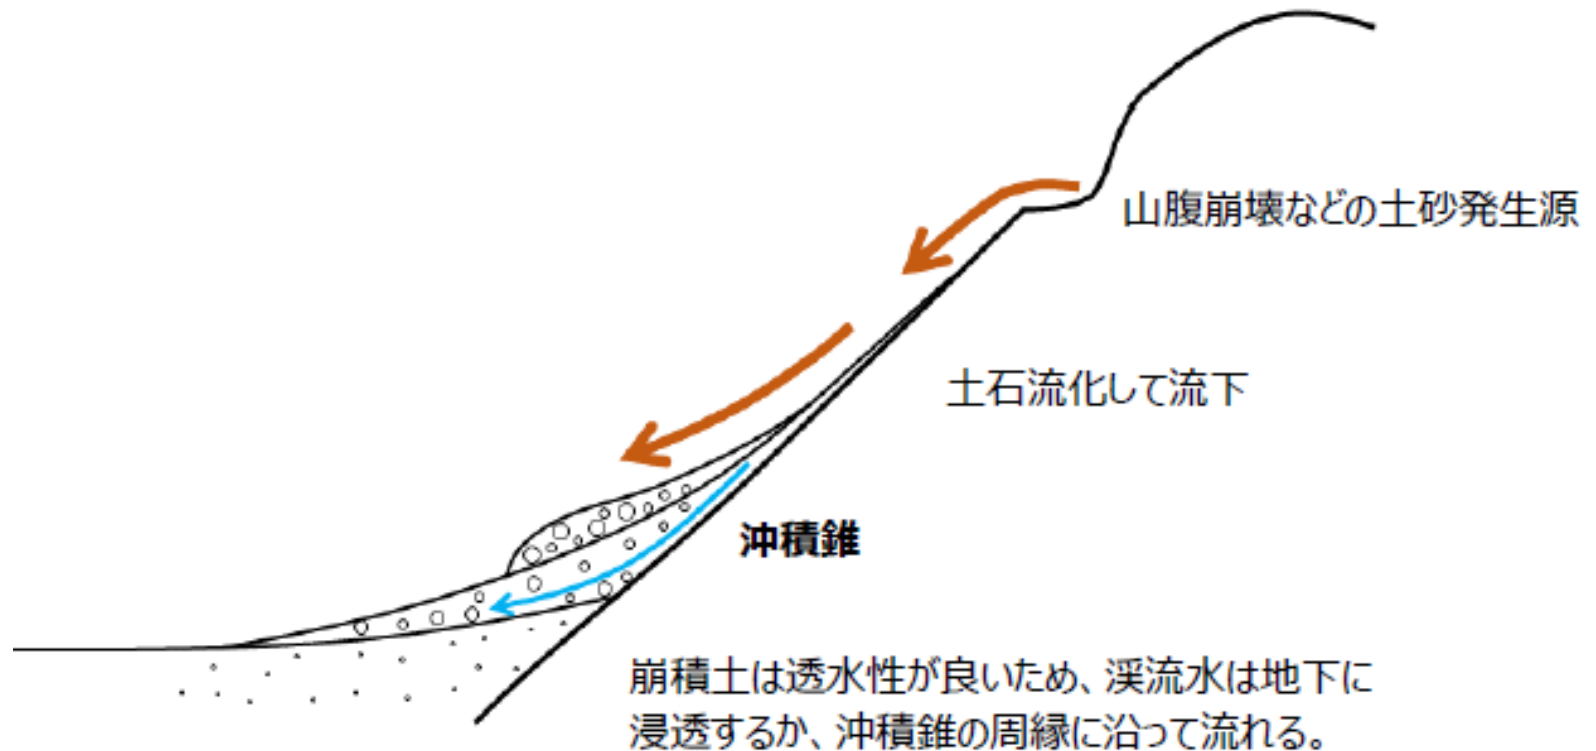 山腹崩壊などの土砂発生源
土石流化して流下
沖積錐
崩積土は透水性が良いため、渓流水は地下に
浸透するか、沖積錐の周縁に沿って流れる。